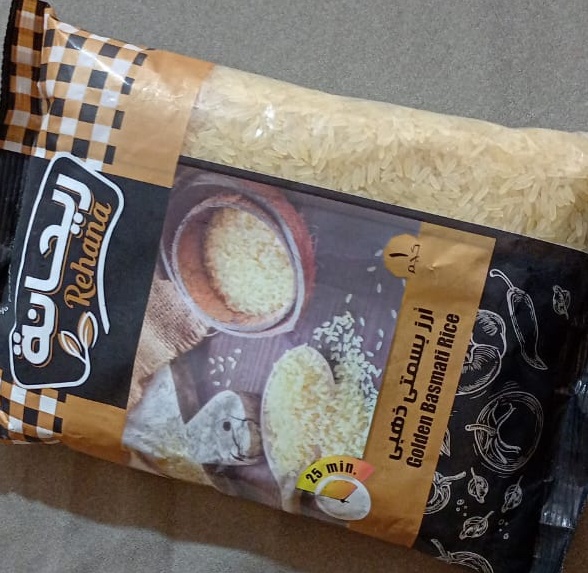 ريحانة
Rehana
١
كجم
أرز بسمتي ذهبي
Golden Basmati Rice
25 min.